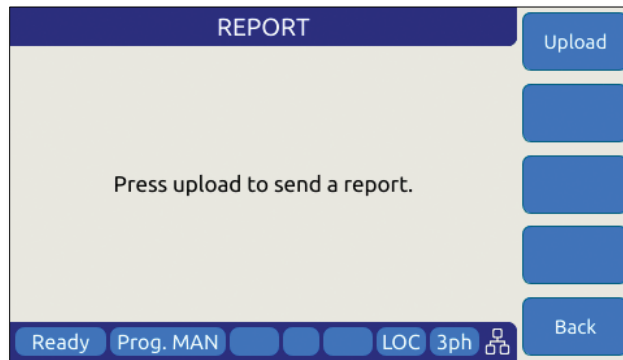 REPORT
Upload
Press upload to send a report.
Back
Ready Prog. MAN LOC 3ph